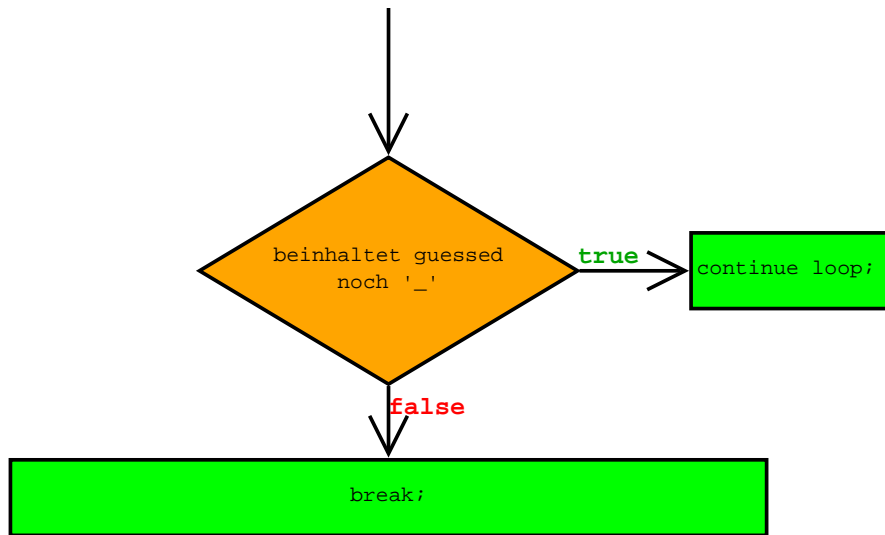 beinhaltet guessed
noch '_'
true
continue loop;
false
break;